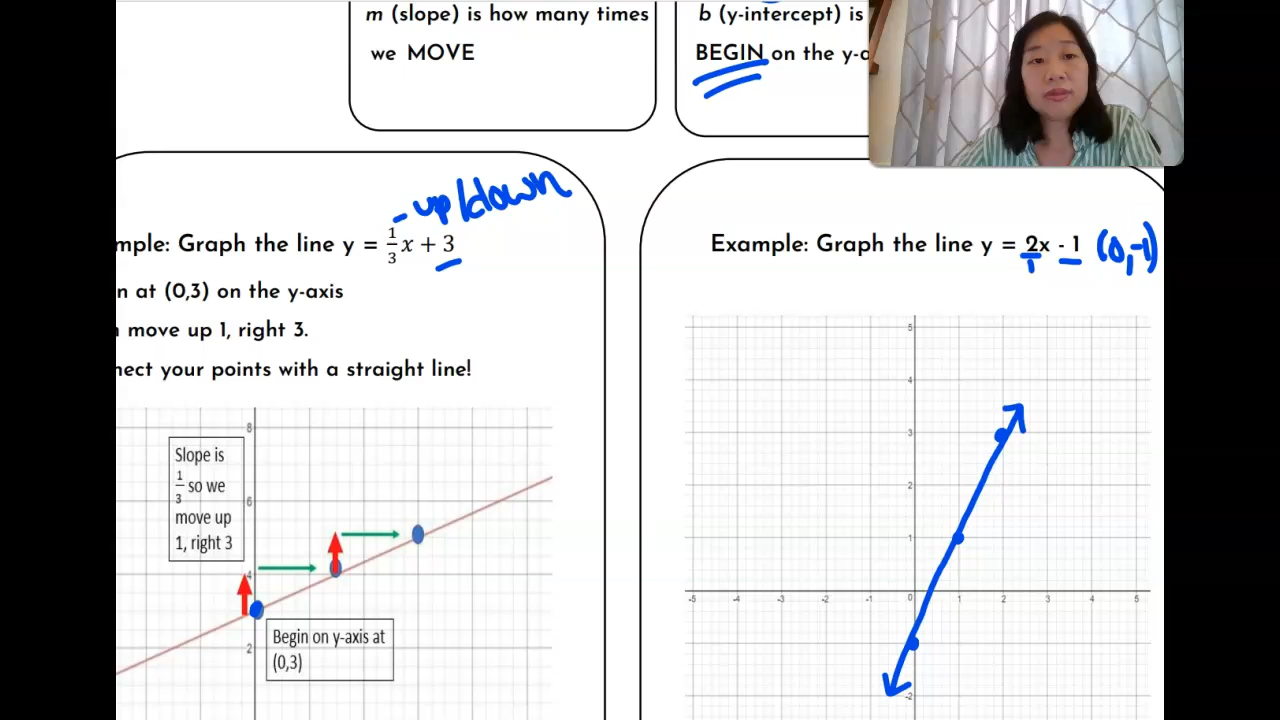 m (slope) is how many times
we MOVE
b (y-intercept) is
BEGIN on the y-a
- up/down
mple: Graph the line y = 1/3 x + 3
n at (0,3) on the y-axis
move up 1, right 3.
nect your points with a straight line!
8
6
4
2
Slope is
1/3 so we
move up
1, right 3
Begin on y-axis at
(0,3)
Example: Graph the line y = 2x - 1 (0,-1)
1
5
4
3
2
1
-5 -4 -3 -2 -1 0 1 2 3 4 5
-2